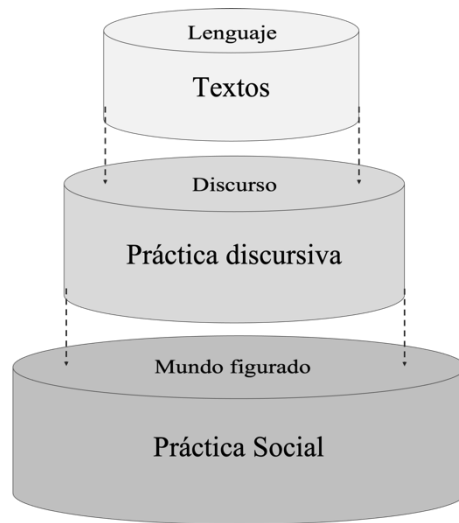 Lenguaje
Textos
Discurso
Práctica discursiva
Mundo figurado
Práctica Social